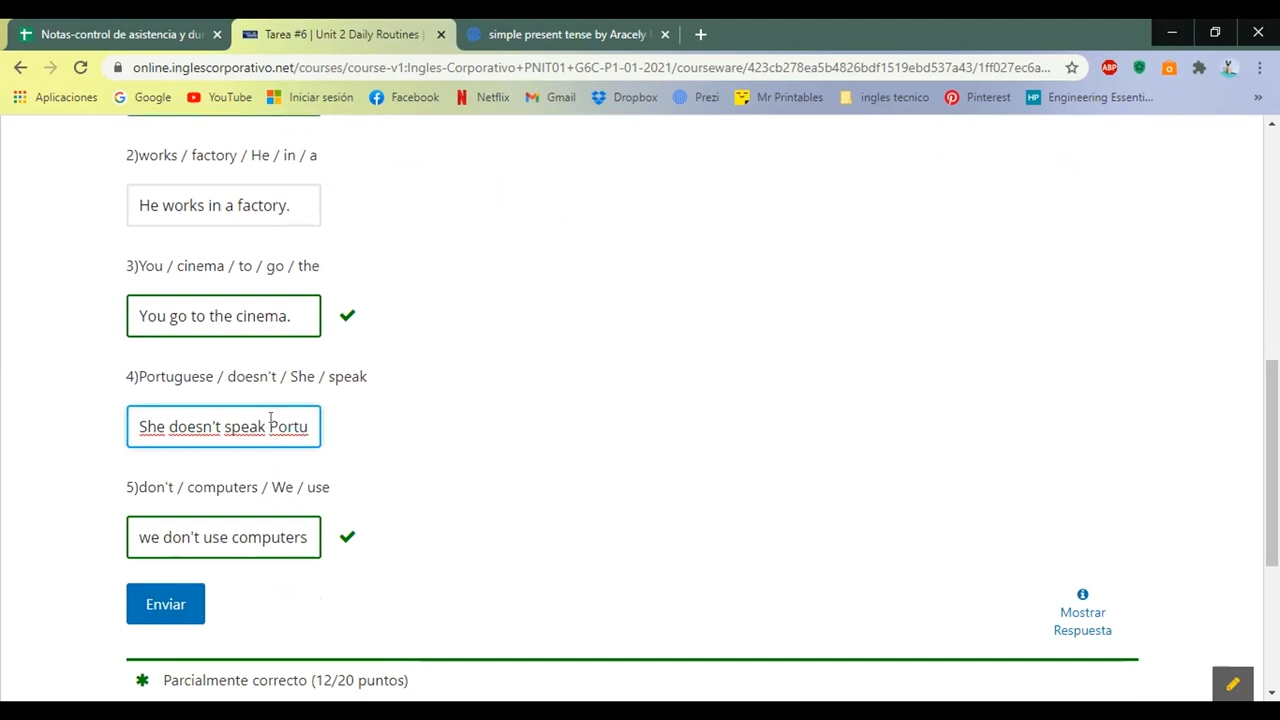 Notas-control de asistencia y du
Tarea #6 | Unit 2 Daily Routines |
simple present tense by Aracely
online.inglescorporativo.net/courses/course-v1:Ingles-Corporativo+PNIT01+G6C-P1-01-2021/courseware/423cb278ea5b4826bdf1519ebd537a43/1ff027ec6a...
ABP
Aplicaciones Google YouTube Iniciar sesión Facebook Netflix Gmail Dropbox Prezi Mr Printables ingles tecnico Pinterest Engineering Essenti... »
2)works / factory / He / in / a
He works in a factory.
3)You / cinema / to / go / the
You go to the cinema.
4)Portuguese / doesn't / She / speak
She doesn't speak Portu
5)don't / computers / We / use
we don't use computers
Enviar
Mostrar
Respuesta
Parcialmente correcto (12/20 puntos)